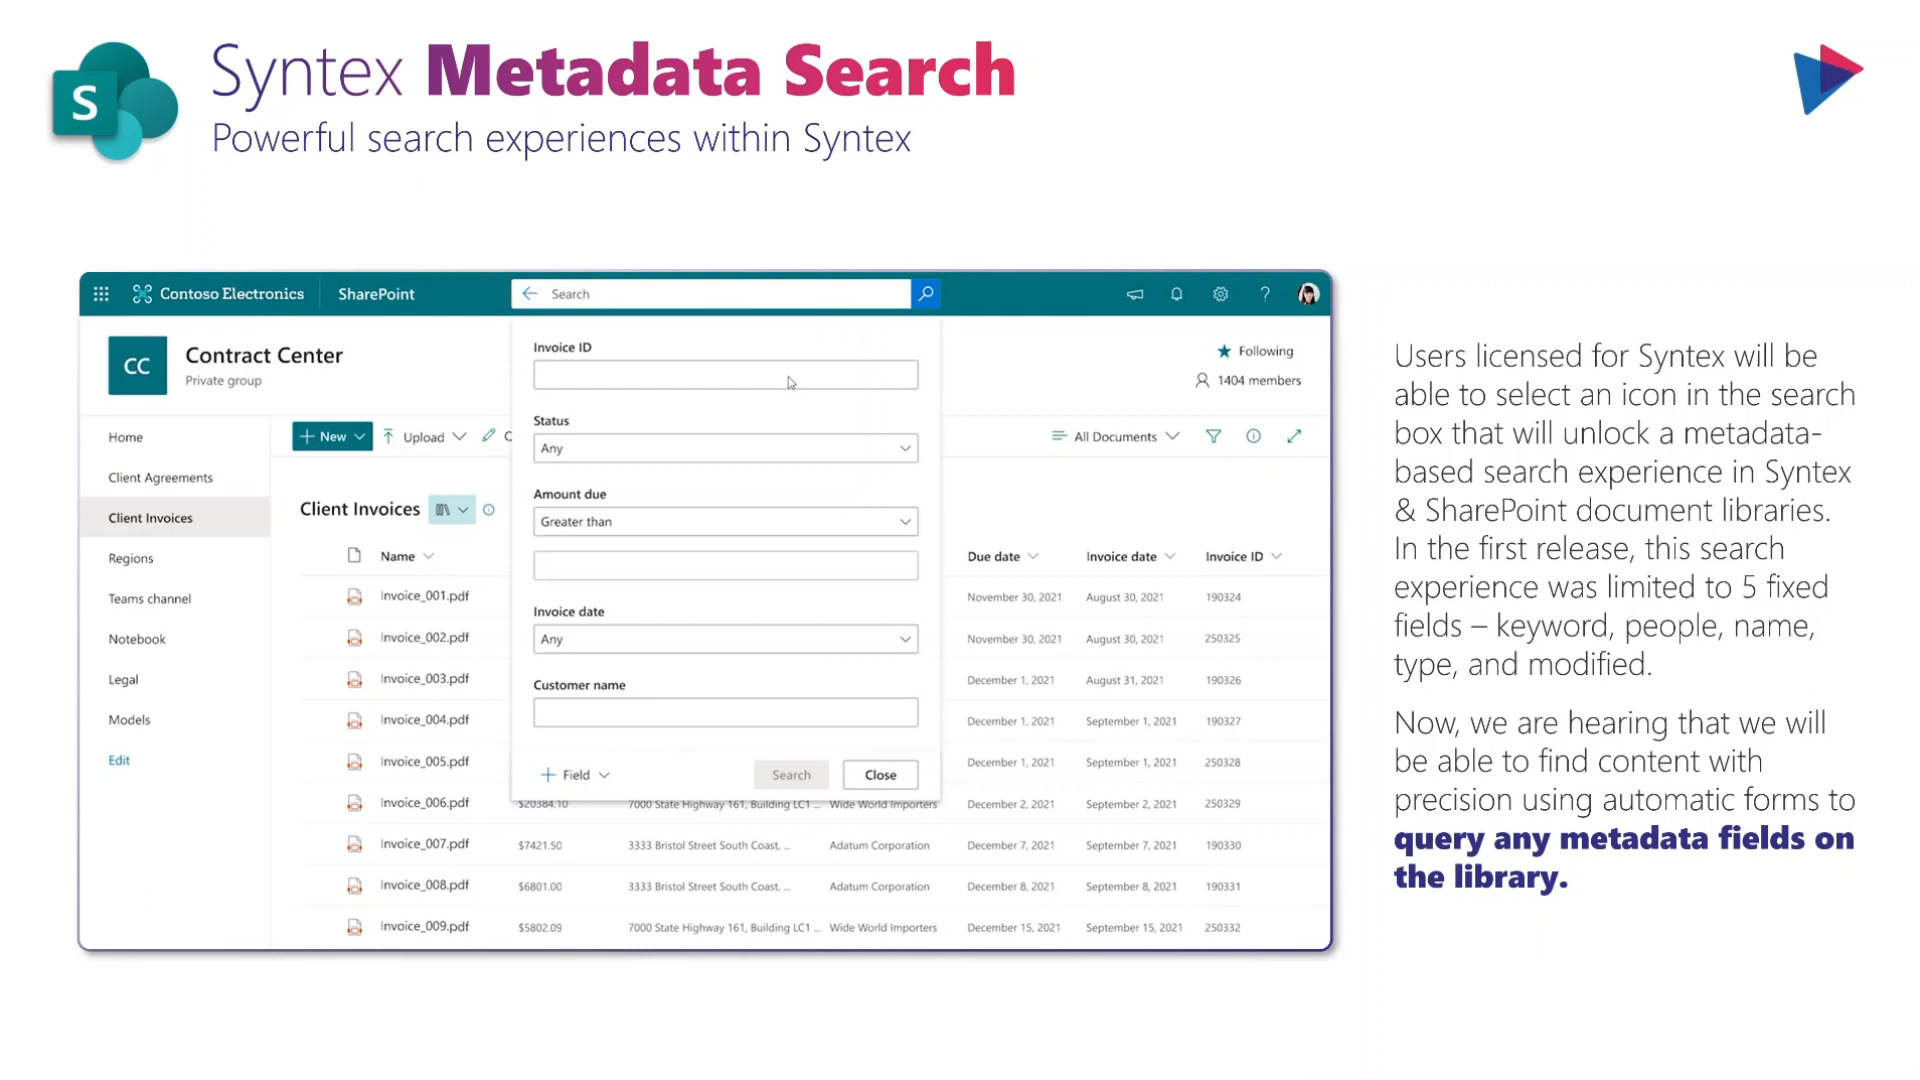 Syntex Metadata Search
Powerful search experiences within Syntex
S
Contoso Electronics
SharePoint
Search
?
CC
Contract Center
Private group
Following
1404 members
Home
Client Agreements
Client Invoices
Regions
Teams channel
Notebook
Legal
Models
Edit
+ New
Upload
All Documents
Client Invoices
Name
Due date
Invoice date
Invoice ID
Invoice_001.pdf
November 30, 2021
August 30, 2021
190324
Invoice_002.pdf
November 30, 2021
August 30, 2021
250325
Invoice_003.pdf
December 1, 2021
August 31, 2021
190326
Invoice_004.pdf
December 1, 2021
September 1, 2021
190327
Invoice_005.pdf
December 1, 2021
September 1, 2021
250328
Invoice_006.pdf
$20384.10
7000 State Highway 161, Building LC1 ...
Wide World Importers
December 2, 2021
September 2, 2021
250329
Invoice_007.pdf
$7421.50
3333 Bristol Street South Coast, ...
Adatum Corporation
December 7, 2021
September 7, 2021
190330
Invoice_008.pdf
$6801.00
3333 Bristol Street South Coast, ...
Adatum Corporation
December 8, 2021
September 8, 2021
190331
Invoice_009.pdf
$5802.09
7000 State Highway 161, Building LC1 ...
Wide World Importers
December 15, 2021
September 15, 2021
250332
Invoice ID
Status
Any
Amount due
Greater than
Invoice date
Any
Customer name
+ Field
Search
Close
Users licensed for Syntex will be
able to select an icon in the search
box that will unlock a metadata-
based search experience in Syntex
& SharePoint document libraries.
In the first release, this search
experience was limited to 5 fixed
fields – keyword, people, name,
type, and modified.
Now, we are hearing that we will
be able to find content with
precision using automatic forms to
query any metadata fields on
the library.